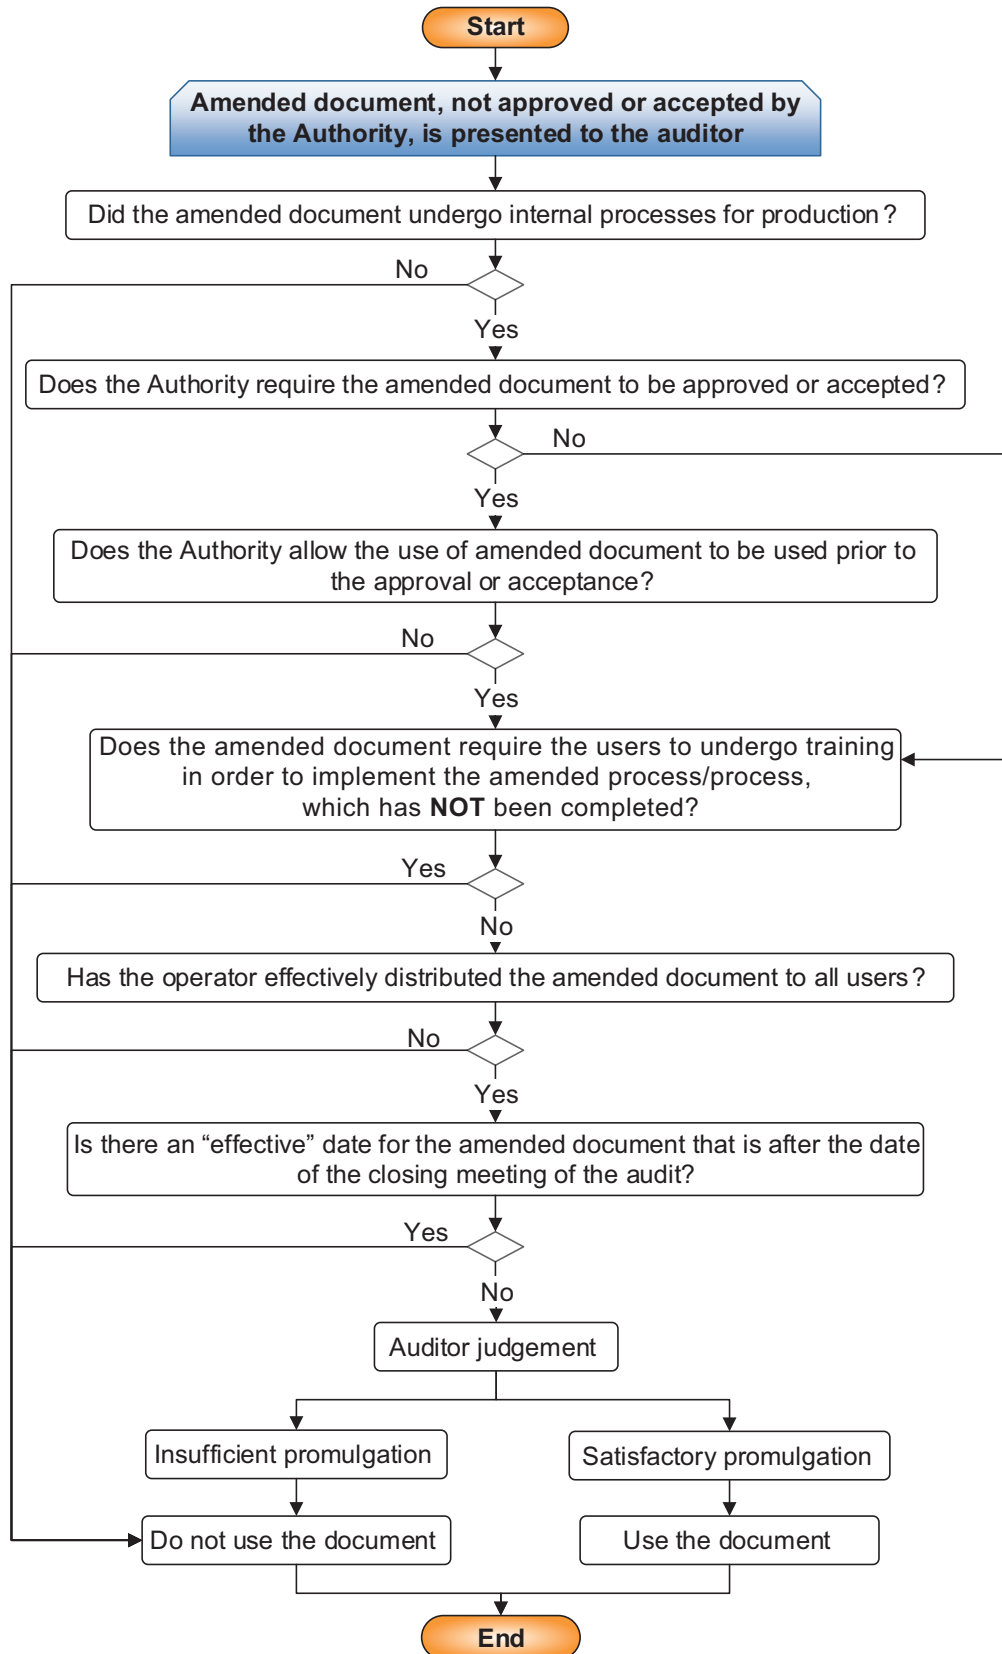 Start
Amended document, not approved or accepted by
the Authority, is presented to the auditor
Did the amended document undergo internal processes for production?
No
Yes
Does the Authority require the amended document to be approved or accepted?
No
Yes
Does the Authority allow the use of amended document to be used prior to
the approval or acceptance?
No
Yes
Does the amended document require the users to undergo training
in order to implement the amended process/process,
which has NOT been completed?
Yes
No
Has the operator effectively distributed the amended document to all users?
No
Yes
Is there an “effective” date for the amended document that is after the date
of the closing meeting of the audit?
Yes
No
Auditor judgement
Insufficient promulgation
Satisfactory promulgation
Do not use the document
Use the document
End